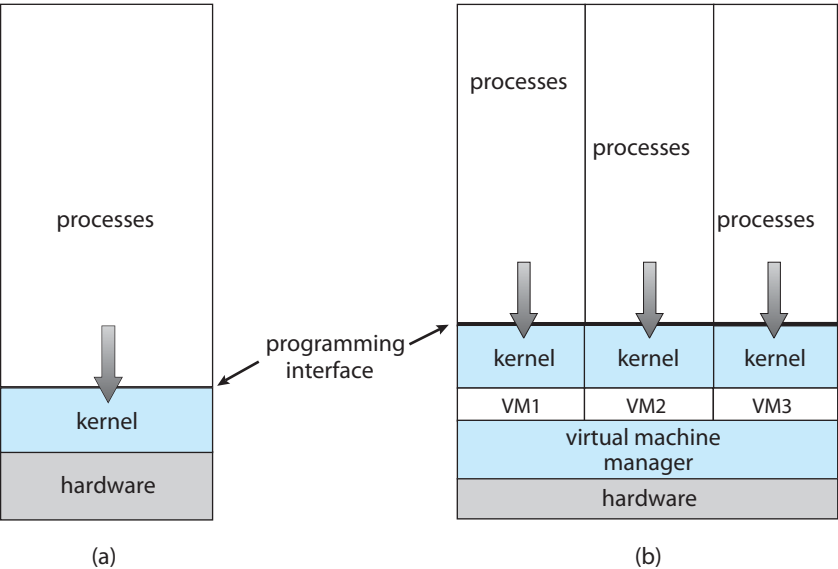 processes
kernel
hardware
(a)
programming
interface
processes
processes
processes
kernel
kernel
kernel
VM1
VM2
VM3
virtual machine
manager
hardware
(b)